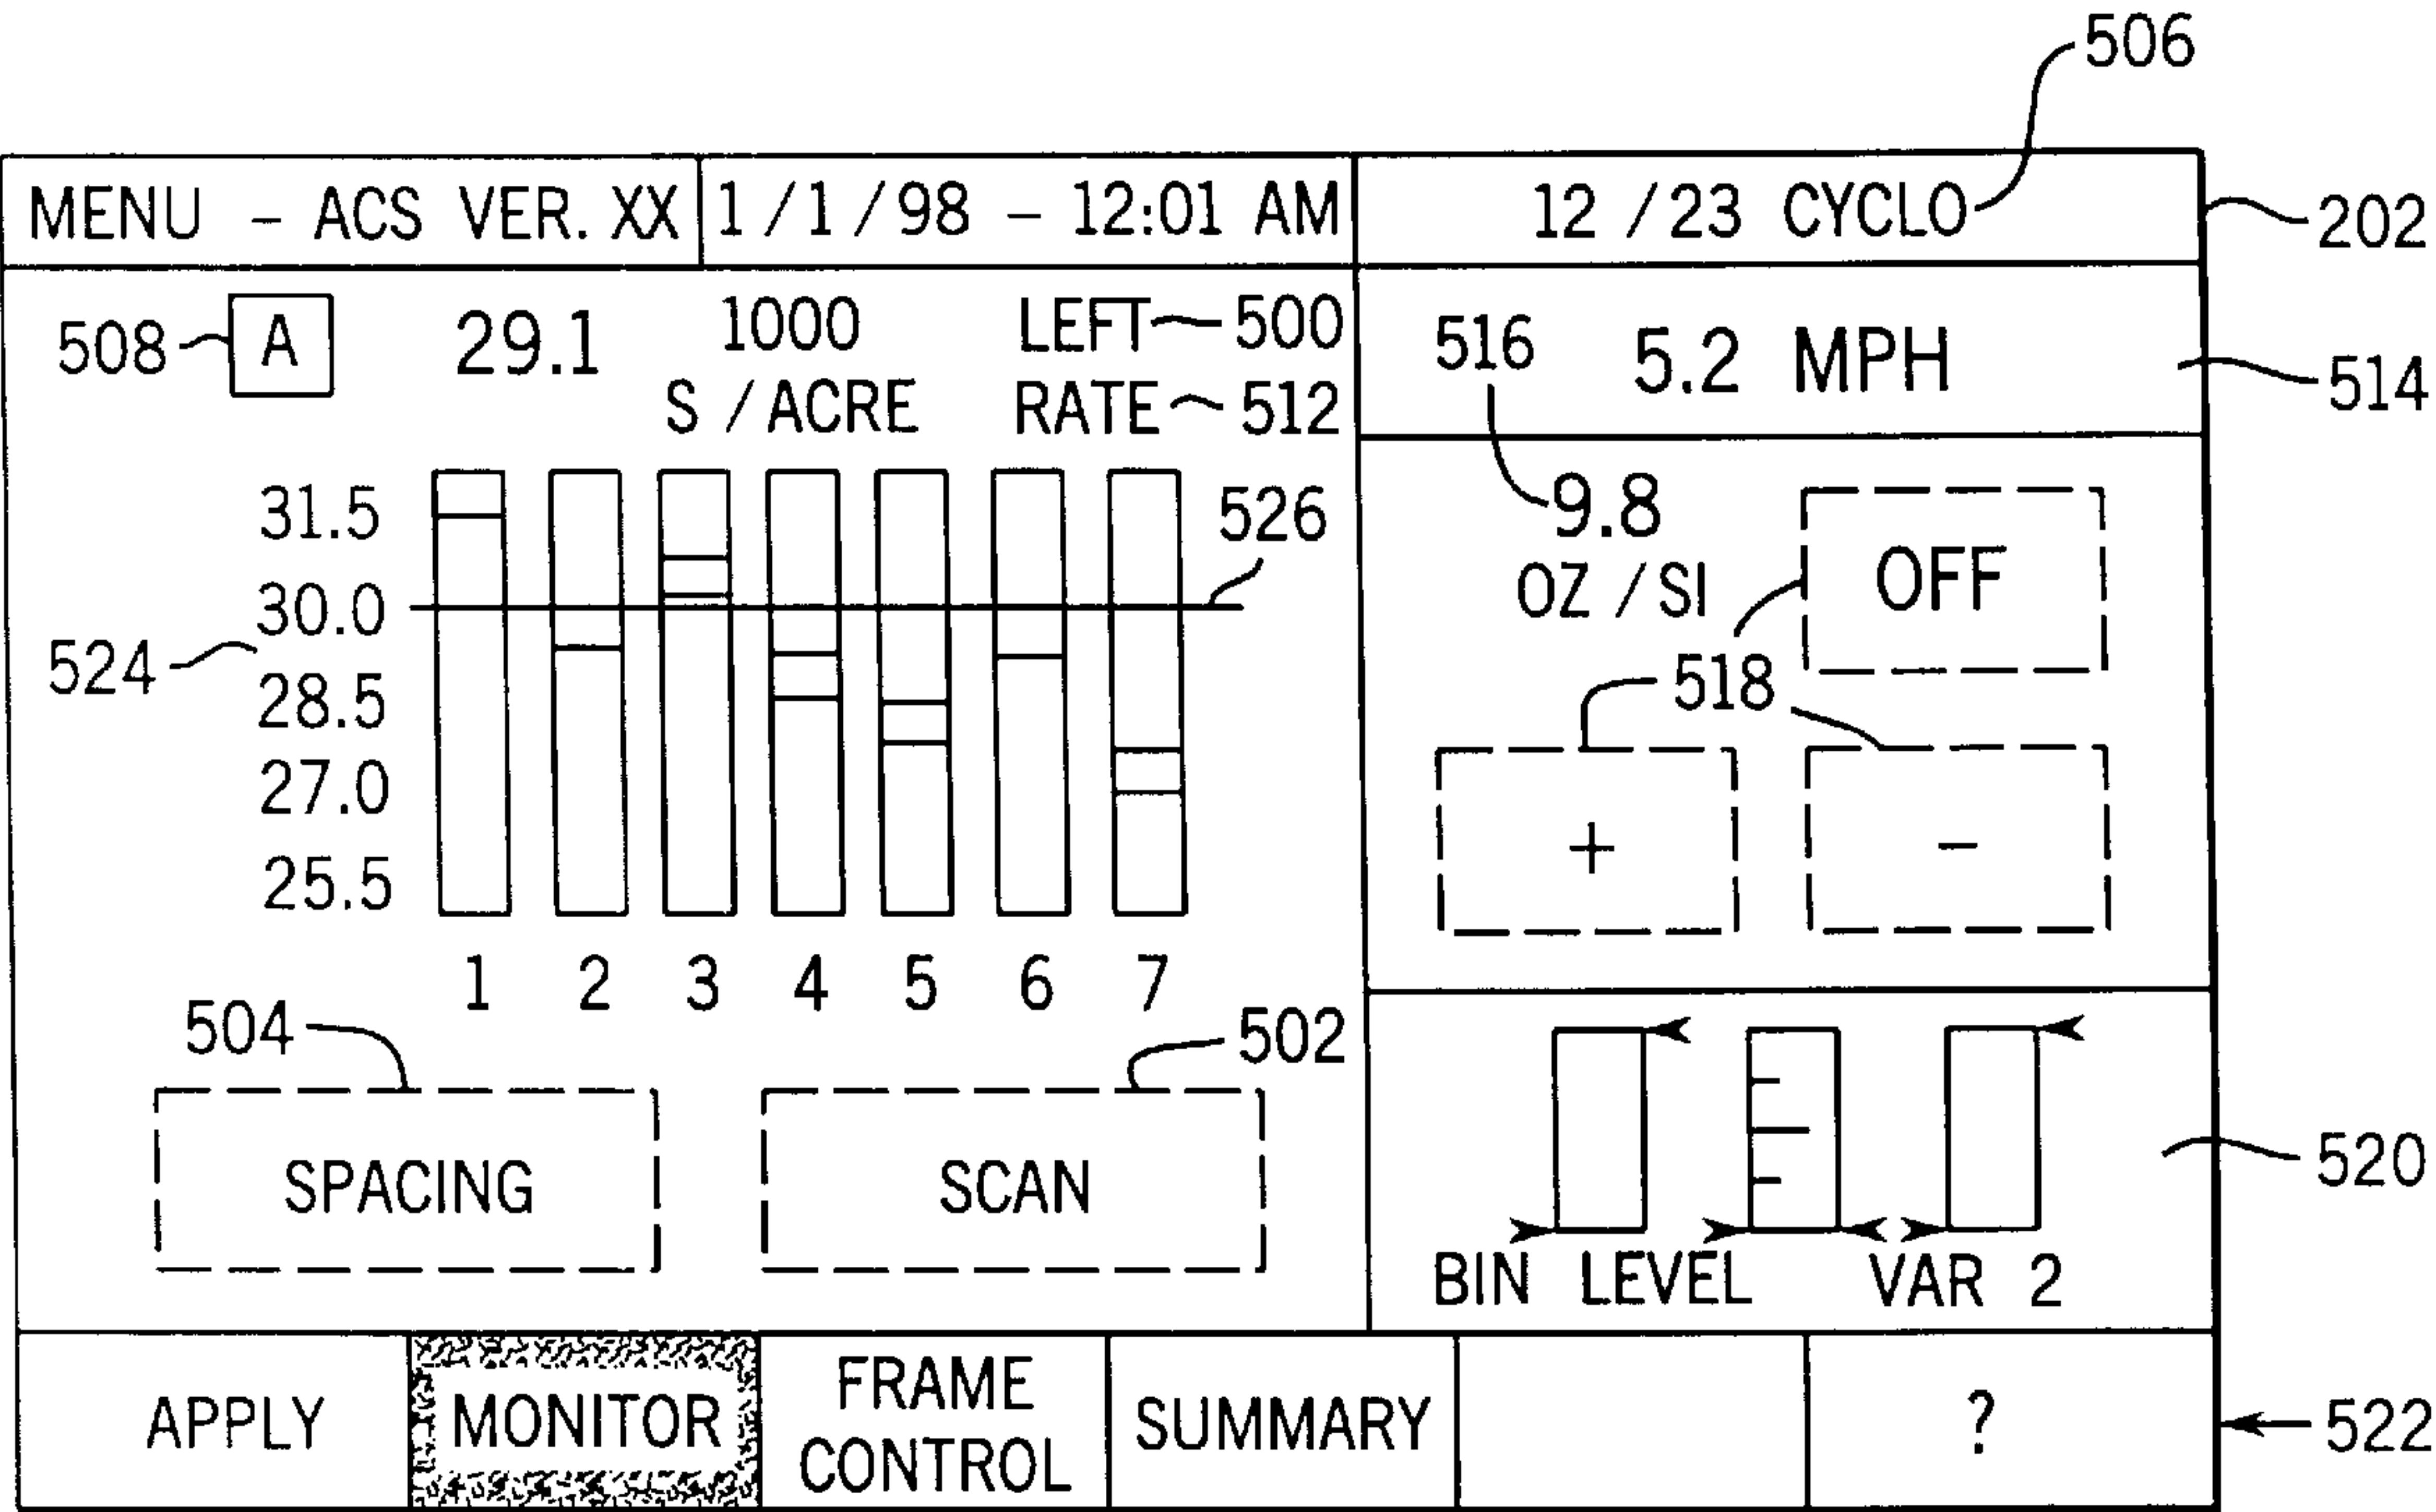 506
MENU – ACS VER. XX
1/1/98 – 12:01 AM
12/23 CYCLO
202
508
A
29.1
1000
S/ACRE
LEFT
500
RATE
512
516
5.2 MPH
514
31.5
30.0
28.5
27.0
25.5
524
526
9.8
OZ/SI
OFF
518
+
–
1 2 3 4 5 6 7
504
502
SPACING
SCAN
520
BIN LEVEL
VAR 2
APPLY
MONITOR
FRAME
CONTROL
SUMMARY
?
522